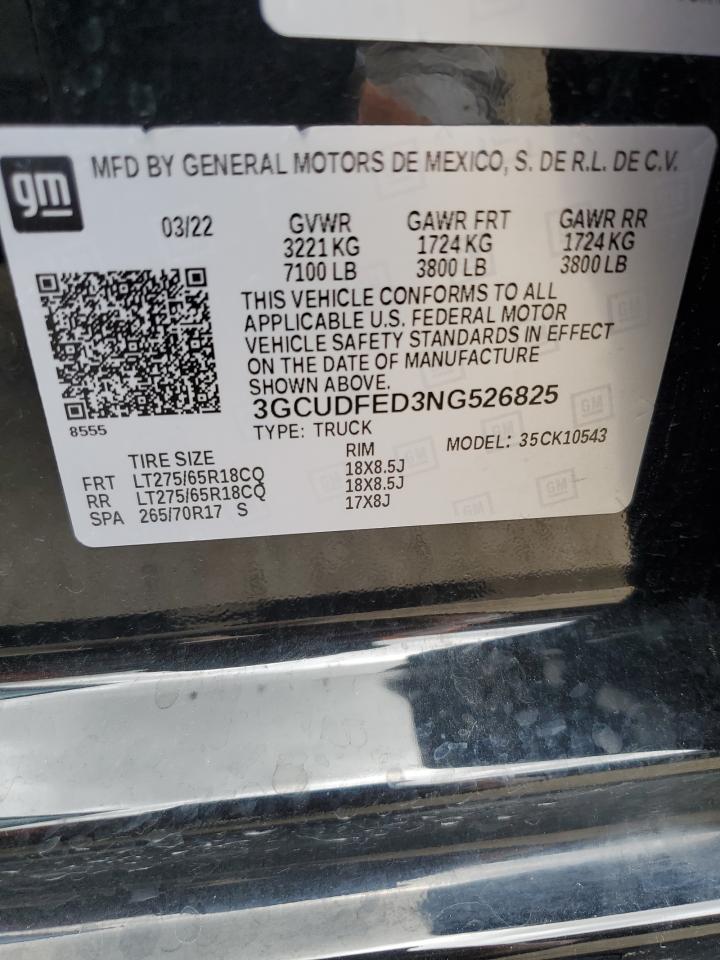 gm
MFD BY GENERAL MOTORS DE MEXICO, S. DE R.L. DE C.V.
03/22 GVWR GAWR FRT GAWR RR
3221 KG 1724 KG 1724 KG
7100 LB 3800 LB 3800 LB
THIS VEHICLE CONFORMS TO ALL
APPLICABLE U.S. FEDERAL MOTOR
VEHICLE SAFETY STANDARDS IN EFFECT
ON THE DATE OF MANUFACTURE
SHOWN ABOVE.
3GCUDFED3NG526825
8555
TYPE: TRUCK MODEL: 35CK10543
TIRE SIZE RIM
FRT LT275/65R18CQ 18X8.5J
RR LT275/65R18CQ 18X8.5J
SPA 265/70R17 S 17X8J